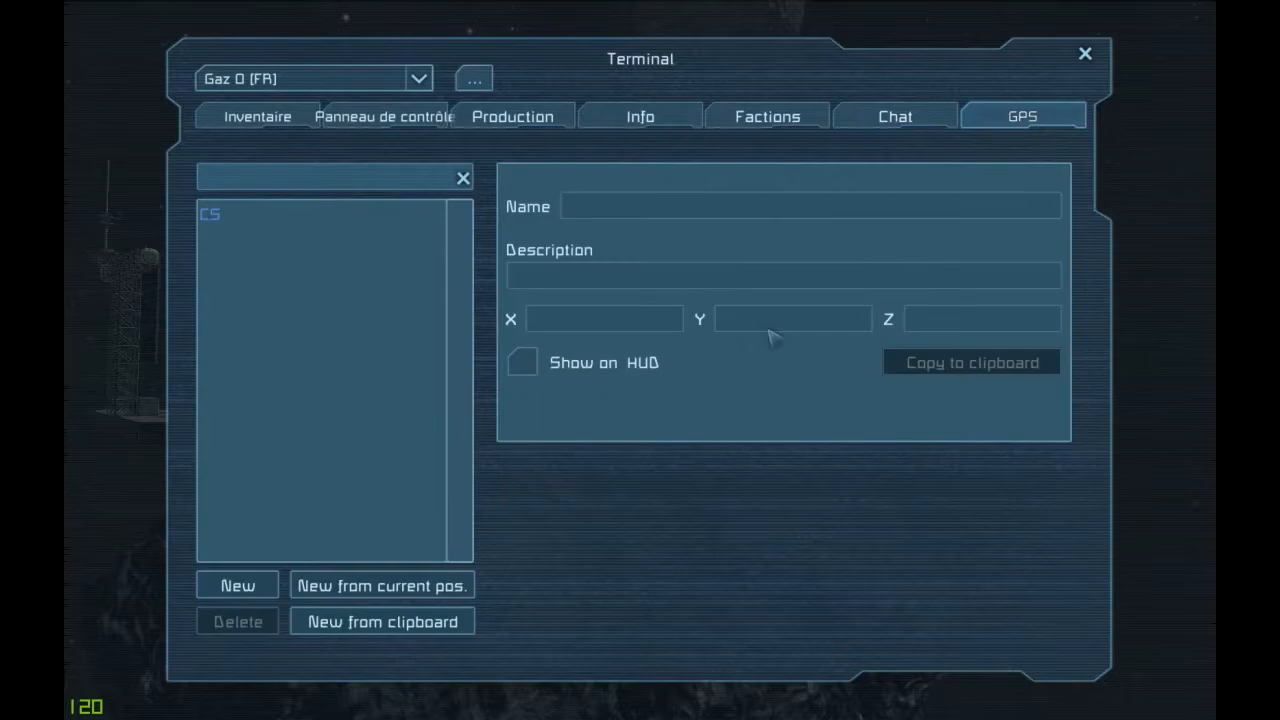 Terminal
Gaz 0 [FR]
...
Inventaire
Panneau de contrôle
Production
Info
Factions
Chat
GPS
CS
Name
Description
X
Y
Z
Show on HUD
Copy to clipboard
New
New from current pos.
Delete
New from clipboard
120